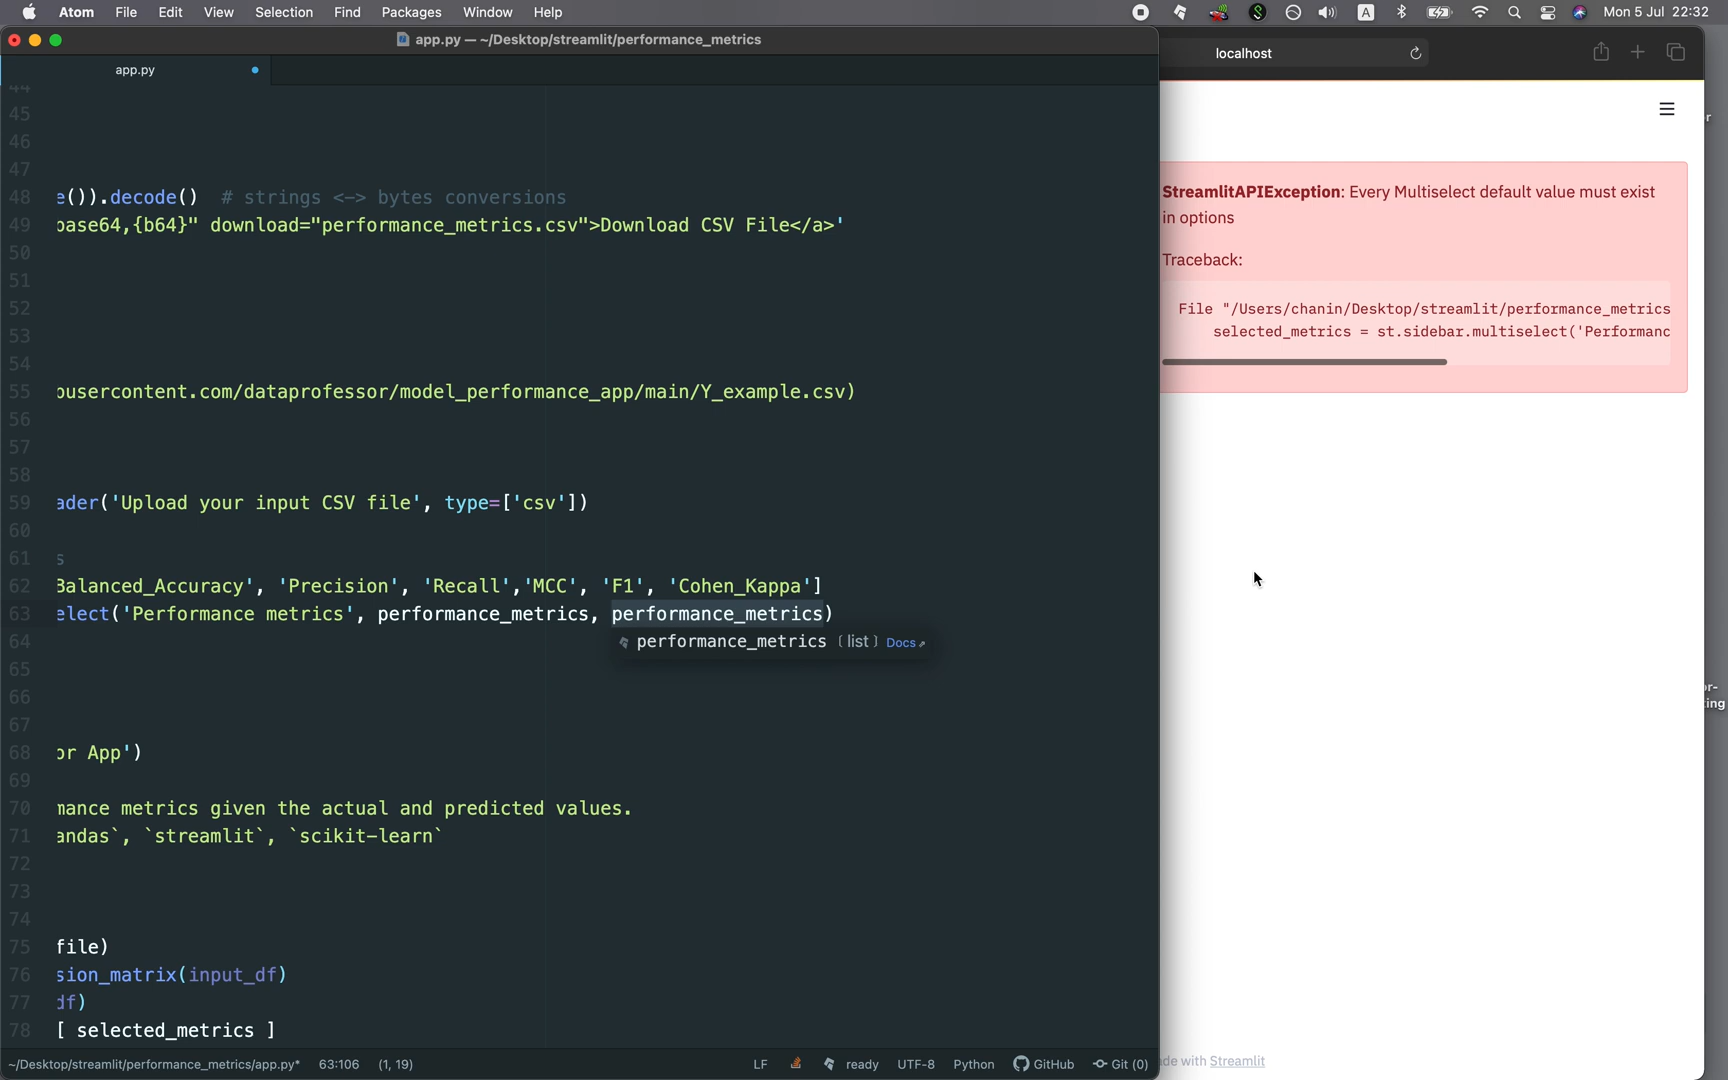 Atom File Edit View Selection Find Packages Window Help
A Mon 5 Jul 22:32
app.py — ~/Desktop/streamlit/performance_metrics
app.py
localhost
44
45
46
47
48 e()).decode() # strings <-> bytes conversions
49 base64,{b64}" download="performance_metrics.csv">Download CSV File</a>'
50
51
52
53
54
55 ousercontent.com/dataprofessor/model_performance_app/main/Y_example.csv)
56
57
58
59 ader('Upload your input CSV file', type=['csv'])
60
61 s
62 Balanced_Accuracy', 'Precision', 'Recall','MCC', 'F1', 'Cohen_Kappa']
63 elect('Performance metrics', performance_metrics, performance_metrics)
64 performance_metrics (list) Docs
65
66
67
68 or App')
69
70 mance metrics given the actual and predicted values.
71 andas`, `streamlit`, `scikit-learn`
72
73
74
75 file)
76 sion_matrix(input_df)
77 df)
78 [ selected_metrics ]
~/Desktop/streamlit/performance_metrics/app.py* 63:106 (1, 19) LF ready UTF-8 Python GitHub Git (0)
StreamlitAPIException: Every Multiselect default value must exist
in options
Traceback:
File "/Users/chanin/Desktop/streamlit/performance_metrics
selected_metrics = st.sidebar.multiselect('Performanc
de with Streamlit